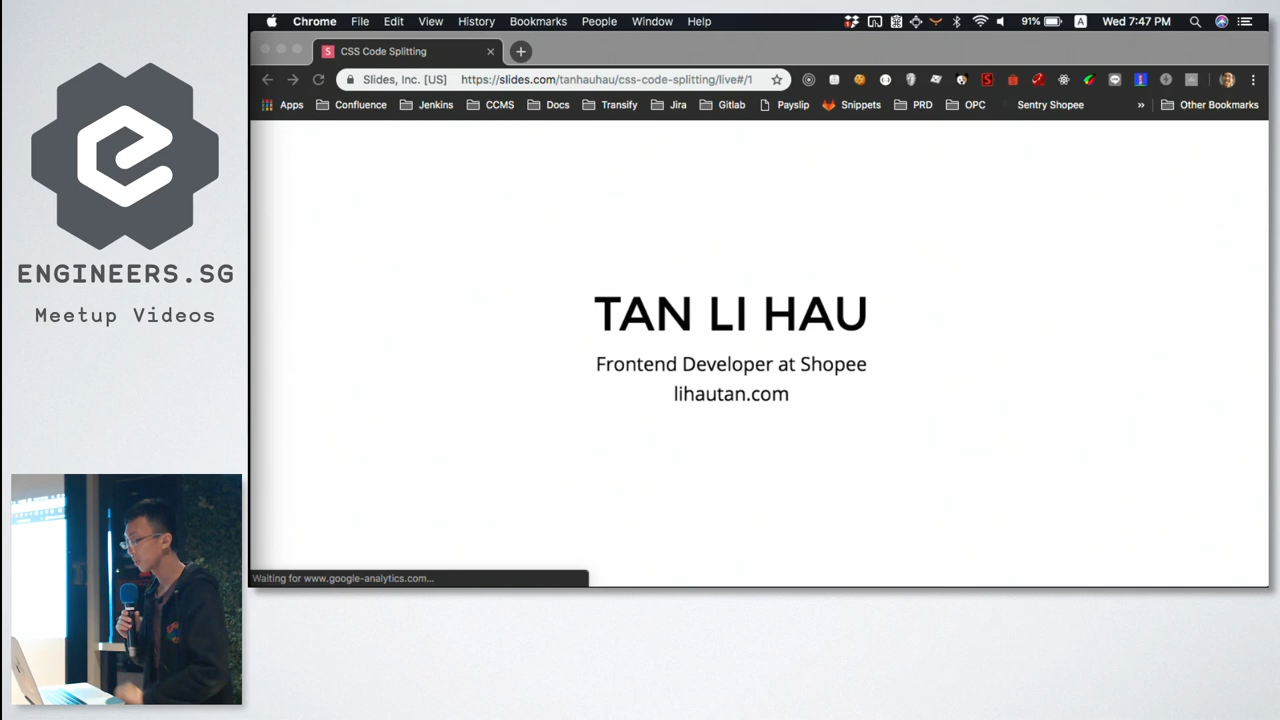 ENGINEERS.SG
Meetup Videos
Chrome File Edit View History Bookmarks People Window Help 91% A Wed 7:47 PM
S CSS Code Splitting
Slides, Inc. [US] https://slides.com/tanhauhau/css-code-splitting/live#/1
Apps Confluence Jenkins CCMS Docs Transify Jira Gitlab Payslip Snippets PRD OPC Sentry Shopee » Other Bookmarks
TAN LI HAU
Frontend Developer at Shopee
lihautan.com
Waiting for www.google-analytics.com...